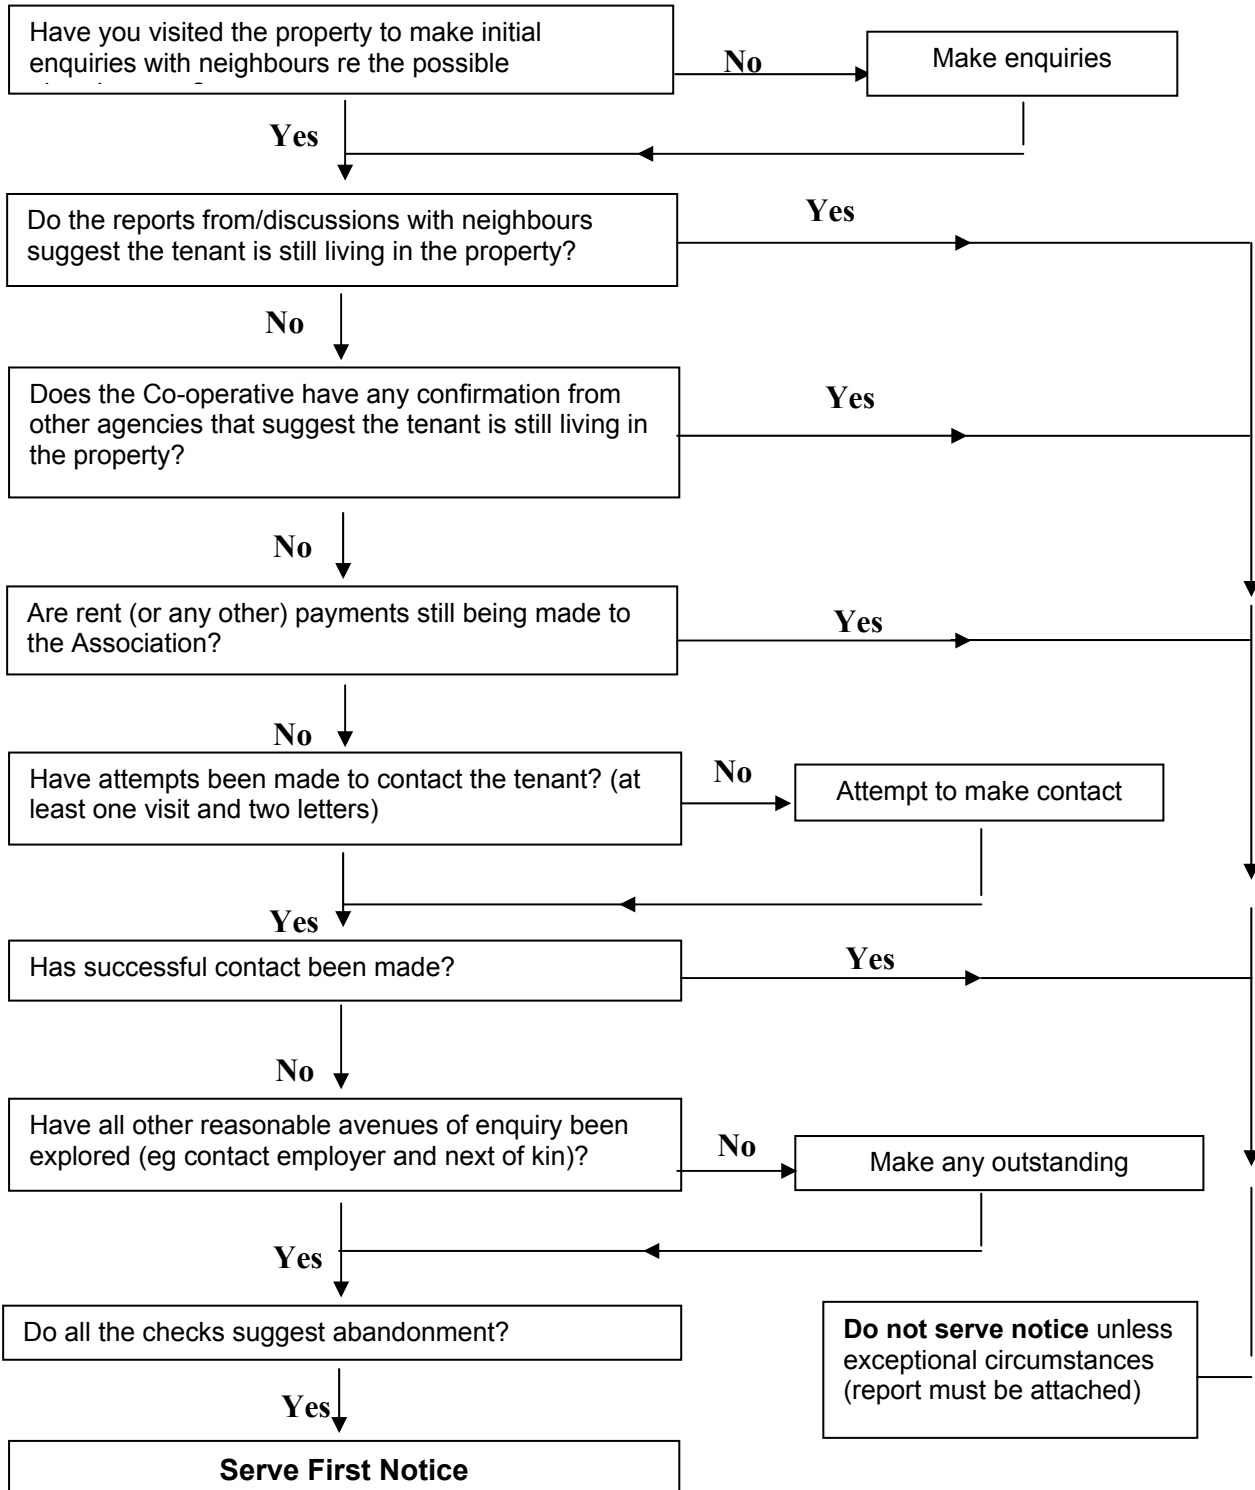 Have you visited the property to make initial
enquiries with neighbours re the possible
No
Make enquiries
Yes
Do the reports from/discussions with neighbours
suggest the tenant is still living in the property?
Yes
No
Does the Co-operative have any confirmation from
other agencies that suggest the tenant is still living in
the property?
Yes
No
Are rent (or any other) payments still being made to
the Association?
Yes
No
Have attempts been made to contact the tenant? (at
least one visit and two letters)
No
Attempt to make contact
Yes
Has successful contact been made?
Yes
No
Have all other reasonable avenues of enquiry been
explored (eg contact employer and next of kin)?
No
Make any outstanding
Yes
Do all the checks suggest abandonment?
Do not serve notice unless
exceptional circumstances
(report must be attached)
Yes
Serve First Notice